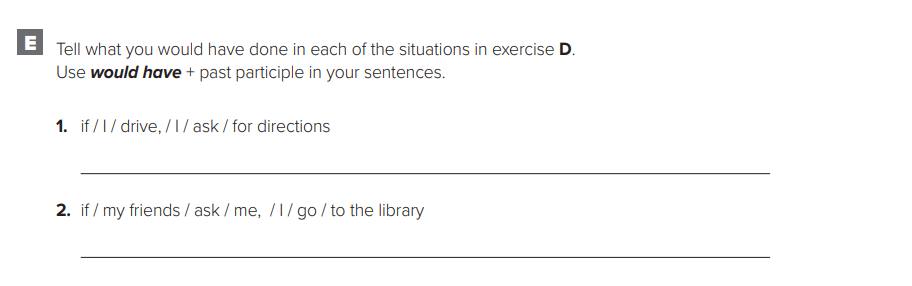 E
Tell what you would have done in each of the situations in exercise D.
Use would have + past participle in your sentences.
1. if / I / drive, / I / ask / for directions
2. if / my friends / ask / me, / I / go / to the library